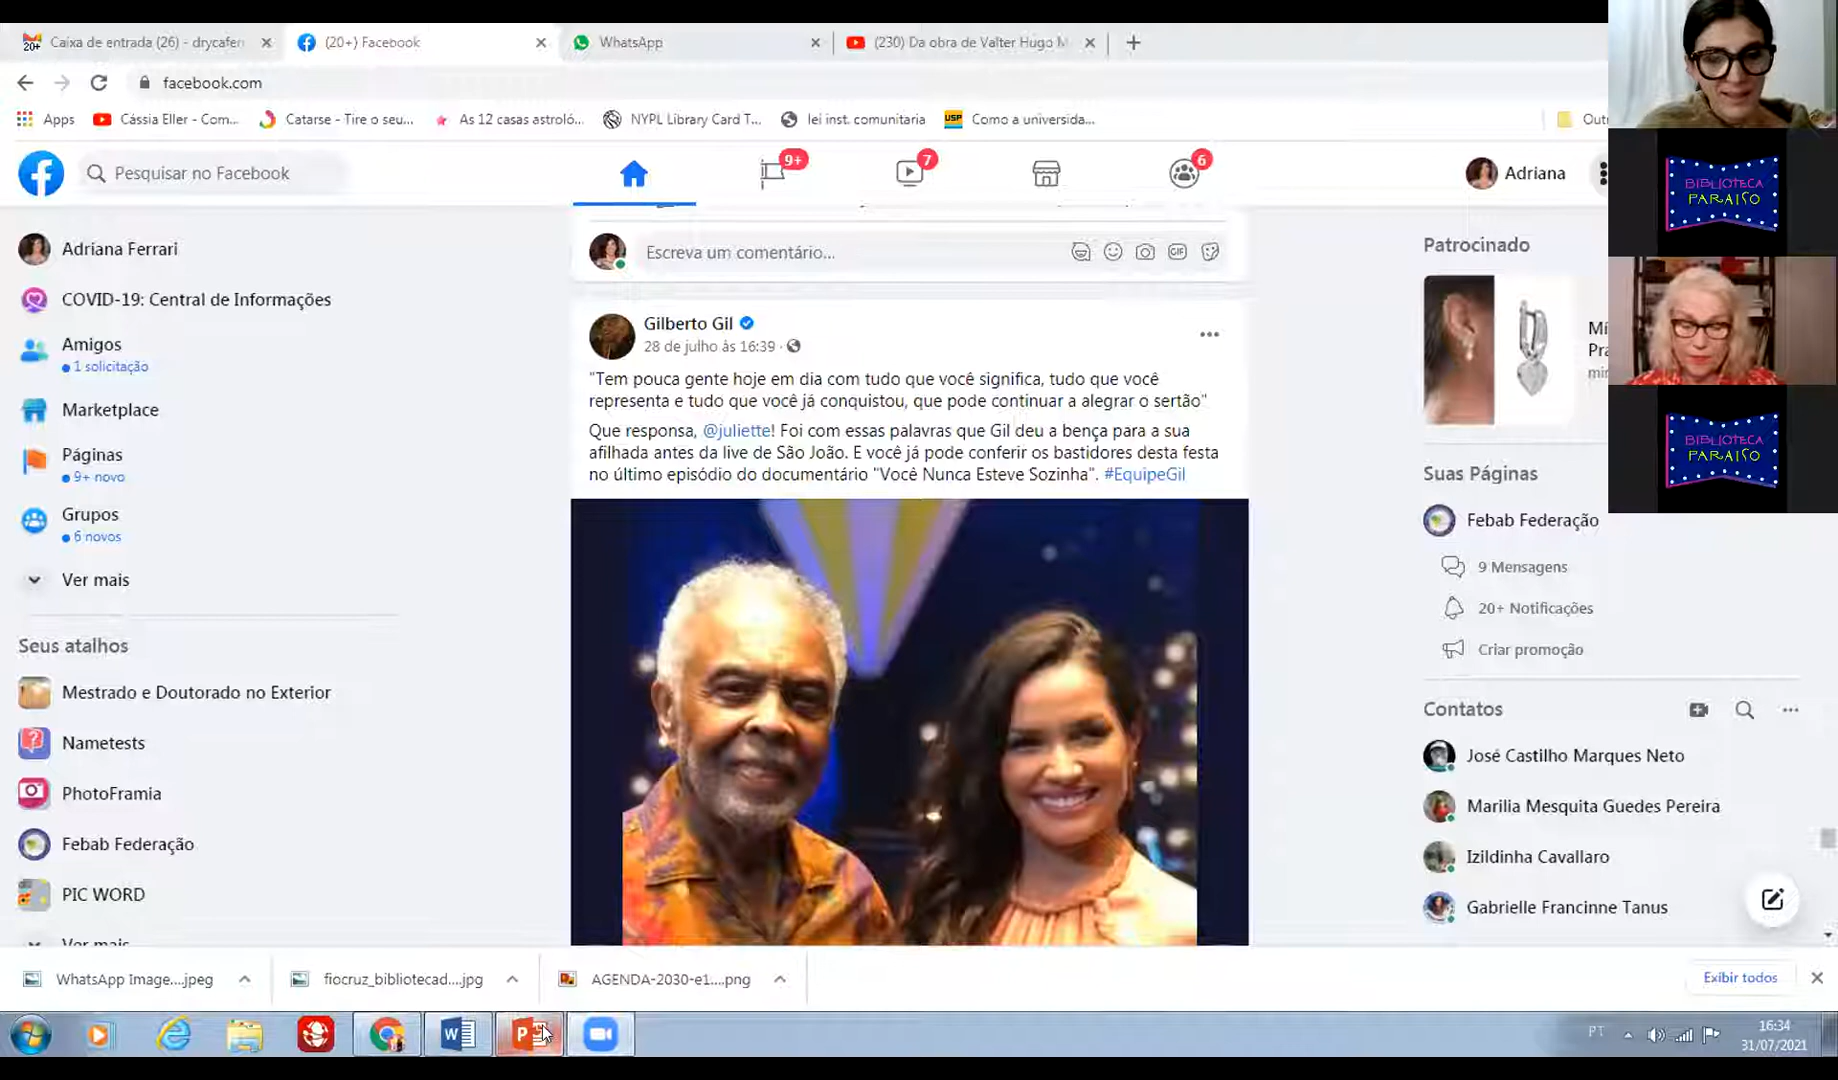 Caixa de entrada (26) - drycafer
(20+) Facebook
WhatsApp
(230) Da obra de Valter Hugo M
facebook.com
Apps
Cássia Eller - Com...
Catarse - Tire o seu...
As 12 casas astroló...
NYPL Library Card T...
lei inst. comunitaria
USP
Como a universida...
Outr
Pesquisar no Facebook
9+
7
6
Adriana
BIBLIOTECA
PARAISO
BIBLIOTECA
PARAISO
Adriana Ferrari
COVID-19: Central de Informações
Amigos
1 solicitação
Marketplace
Páginas
9+ novo
Grupos
6 novos
Ver mais
Seus atalhos
Mestrado e Doutorado no Exterior
Nametests
PhotoFramia
Febab Federação
PIC WORD
Ver mais
Escreva um comentário...
GIF
Gilberto Gil
28 de julho às 16:39 ·
"Tem pouca gente hoje em dia com tudo que você significa, tudo que você
representa e tudo que você já conquistou, que pode continuar a alegrar o sertão"
Que responsa, @juliette! Foi com essas palavras que Gil deu a bença para a sua
afilhada antes da live de São João. E você já pode conferir os bastidores desta festa
no último episódio do documentário "Você Nunca Esteve Sozinha". #EquipeGil
Patrocinado
Mí
Pra
min
Suas Páginas
Febab Federação
9 Mensagens
20+ Notificações
Criar promoção
Contatos
José Castilho Marques Neto
Marilia Mesquita Guedes Pereira
Izildinha Cavallaro
Gabrielle Francinne Tanus
WhatsApp Image....jpeg
fiocruz_bibliotecad....jpg
AGENDA-2030-e1....png
Exibir todos
PT
16:34
31/07/2021